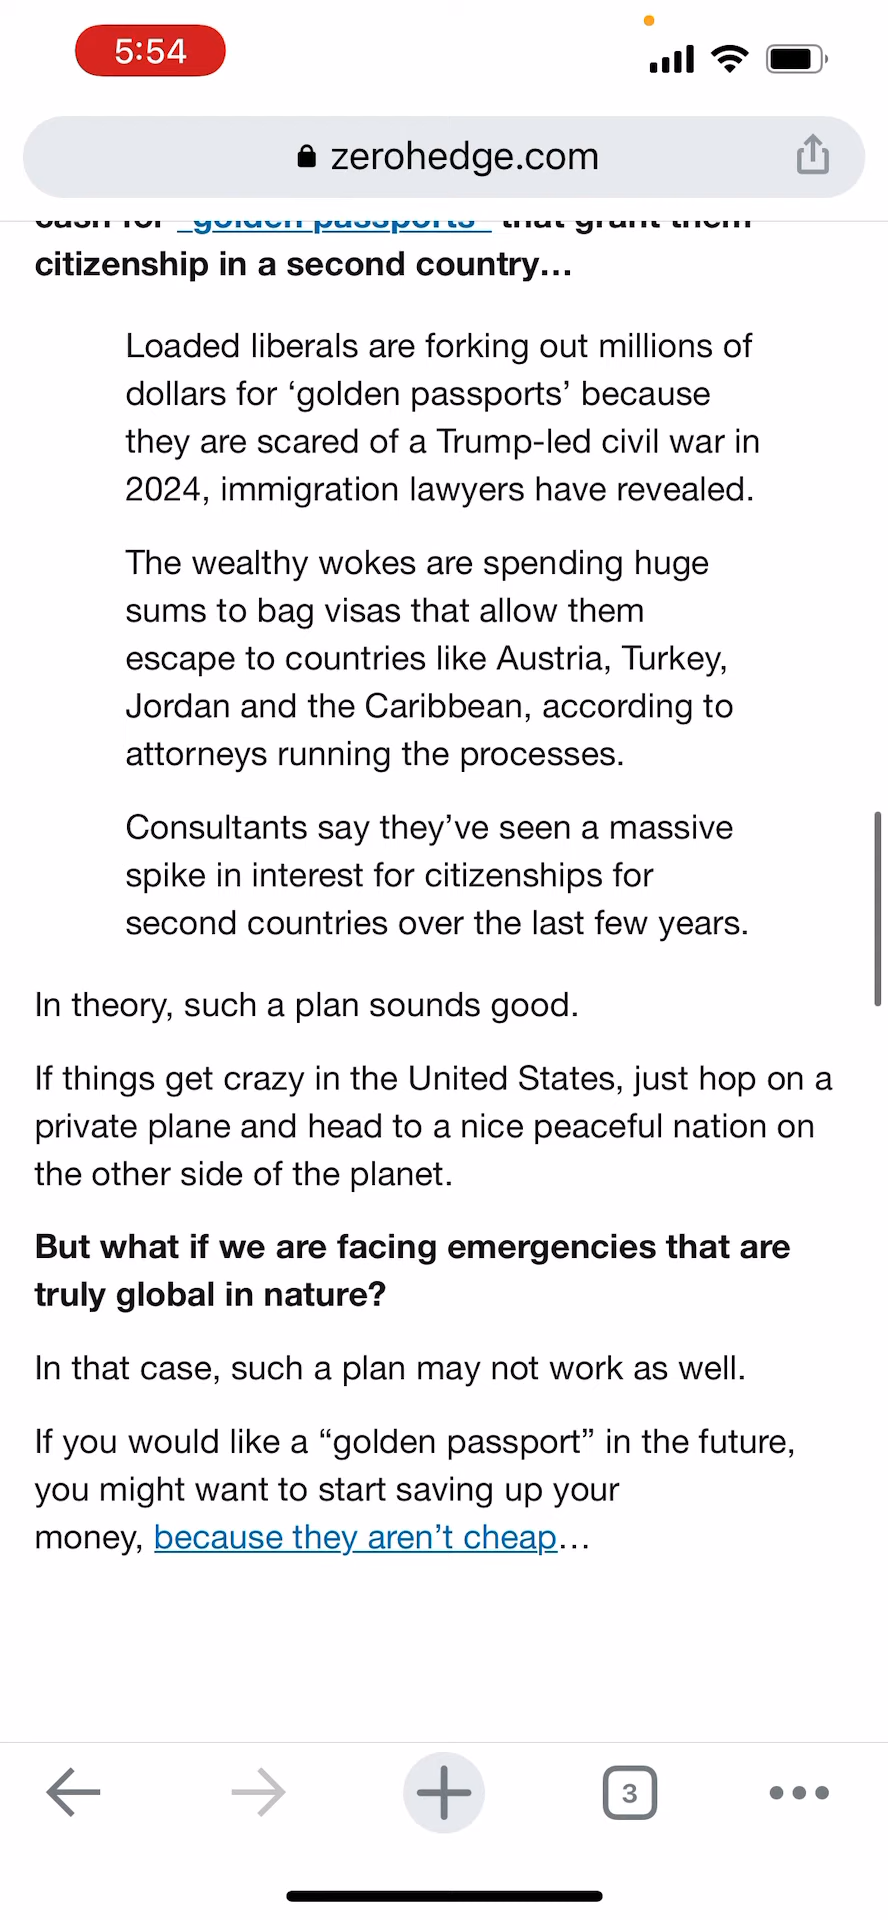 5:54
zerohedge.com
cash for "golden passports" that grant them
citizenship in a second country...
Loaded liberals are forking out millions of
dollars for ‘golden passports’ because
they are scared of a Trump-led civil war in
2024, immigration lawyers have revealed.
The wealthy wokes are spending huge
sums to bag visas that allow them
escape to countries like Austria, Turkey,
Jordan and the Caribbean, according to
attorneys running the processes.
Consultants say they’ve seen a massive
spike in interest for citizenships for
second countries over the last few years.
In theory, such a plan sounds good.
If things get crazy in the United States, just hop on a
private plane and head to a nice peaceful nation on
the other side of the planet.
But what if we are facing emergencies that are
truly global in nature?
In that case, such a plan may not work as well.
If you would like a “golden passport” in the future,
you might want to start saving up your
money, because they aren’t cheap...
3